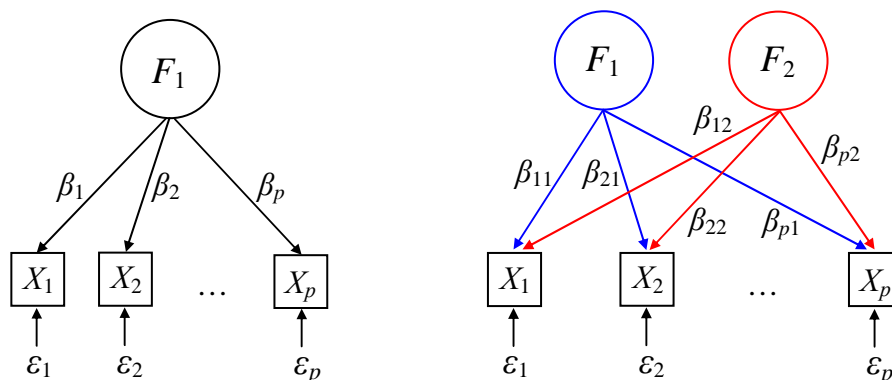 F₁ F₁ F₂
β₁₂
β₁ β₂ βₚ β₁₁ β₂₁ βₚ₂
β₂₂ βₚ₁
X₁ X₂ … Xₚ X₁ X₂ … Xₚ
ε₁ ε₂ εₚ ε₁ ε₂ εₚ